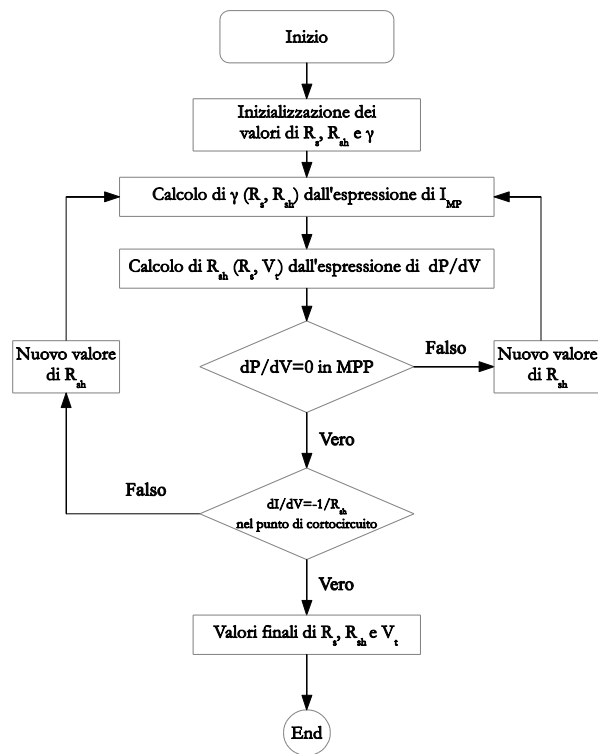 Inizio
Inizializzazione dei
valori di Rs, Rsh e γ
Calcolo di γ (Rs, Rsh) dall'espressione di IMP
Calcolo di Rsh (Rs, Vt) dall'espressione di dP/dV
Nuovo valore
di Rsh
dP/dV=0 in MPP
Falso
Nuovo valore
di Rsh
Vero
Falso
dI/dV=-1/Rsh
nel punto di cortocircuito
Vero
Valori finali di Rs, Rsh e Vt
End